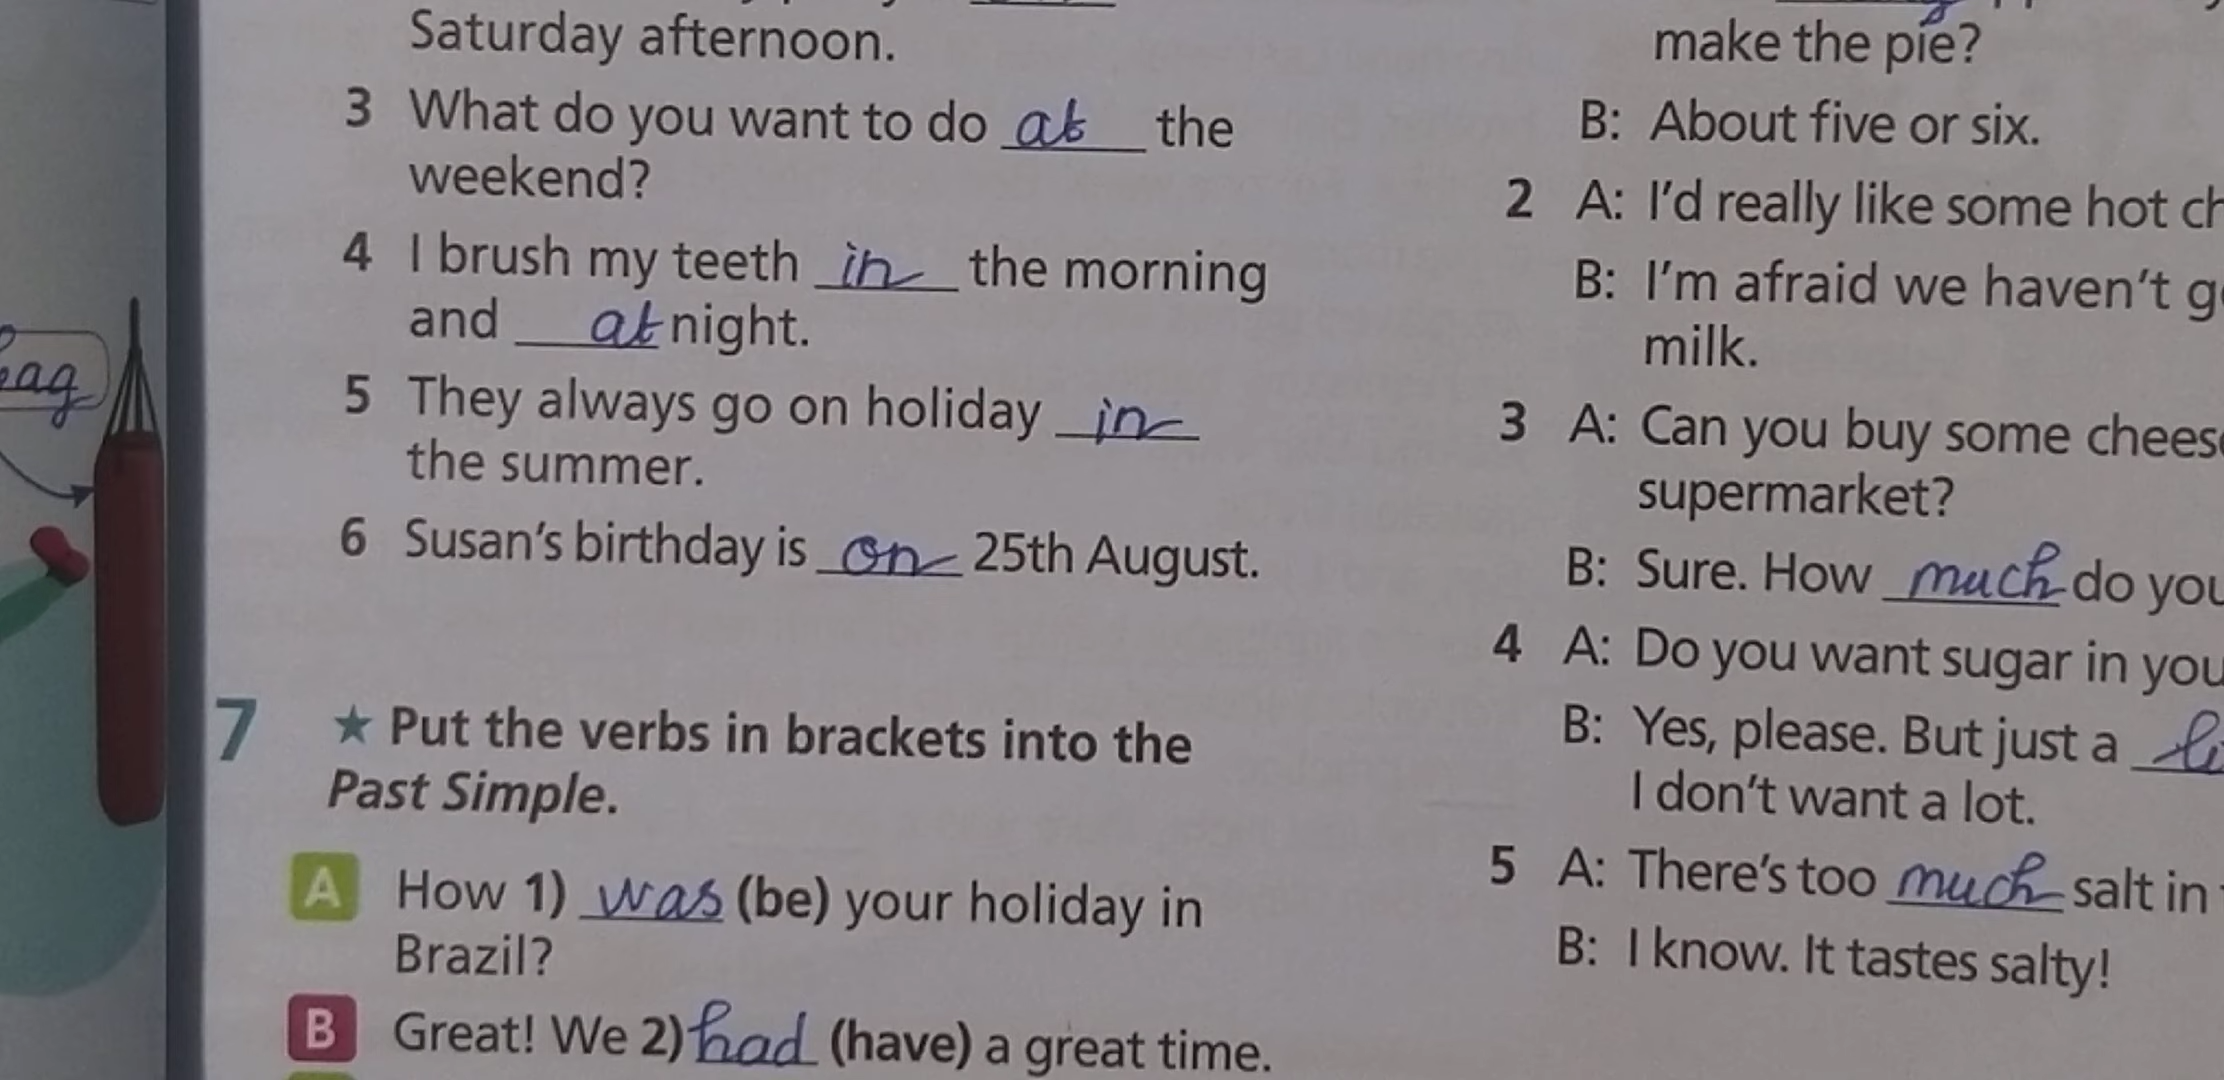 Saturday afternoon.
3 What do you want to do at the
weekend?
4 I brush my teeth in the morning
and at night.
5 They always go on holiday in
the summer.
6 Susan's birthday is on 25th August.
7 ★ Put the verbs in brackets into the
Past Simple.
A How 1) was (be) your holiday in
Brazil?
B Great! We 2) had (have) a great time.
make the pie?
B: About five or six.
2 A: I'd really like some hot
B: I'm afraid we haven't
milk.
3 A: Can you buy some
supermarket?
B: Sure. How much do
4 A: Do you want sugar in
B: Yes, please. But just a
I don't want a lot.
5 A: There's too much salt in
B: I know. It tastes salty!